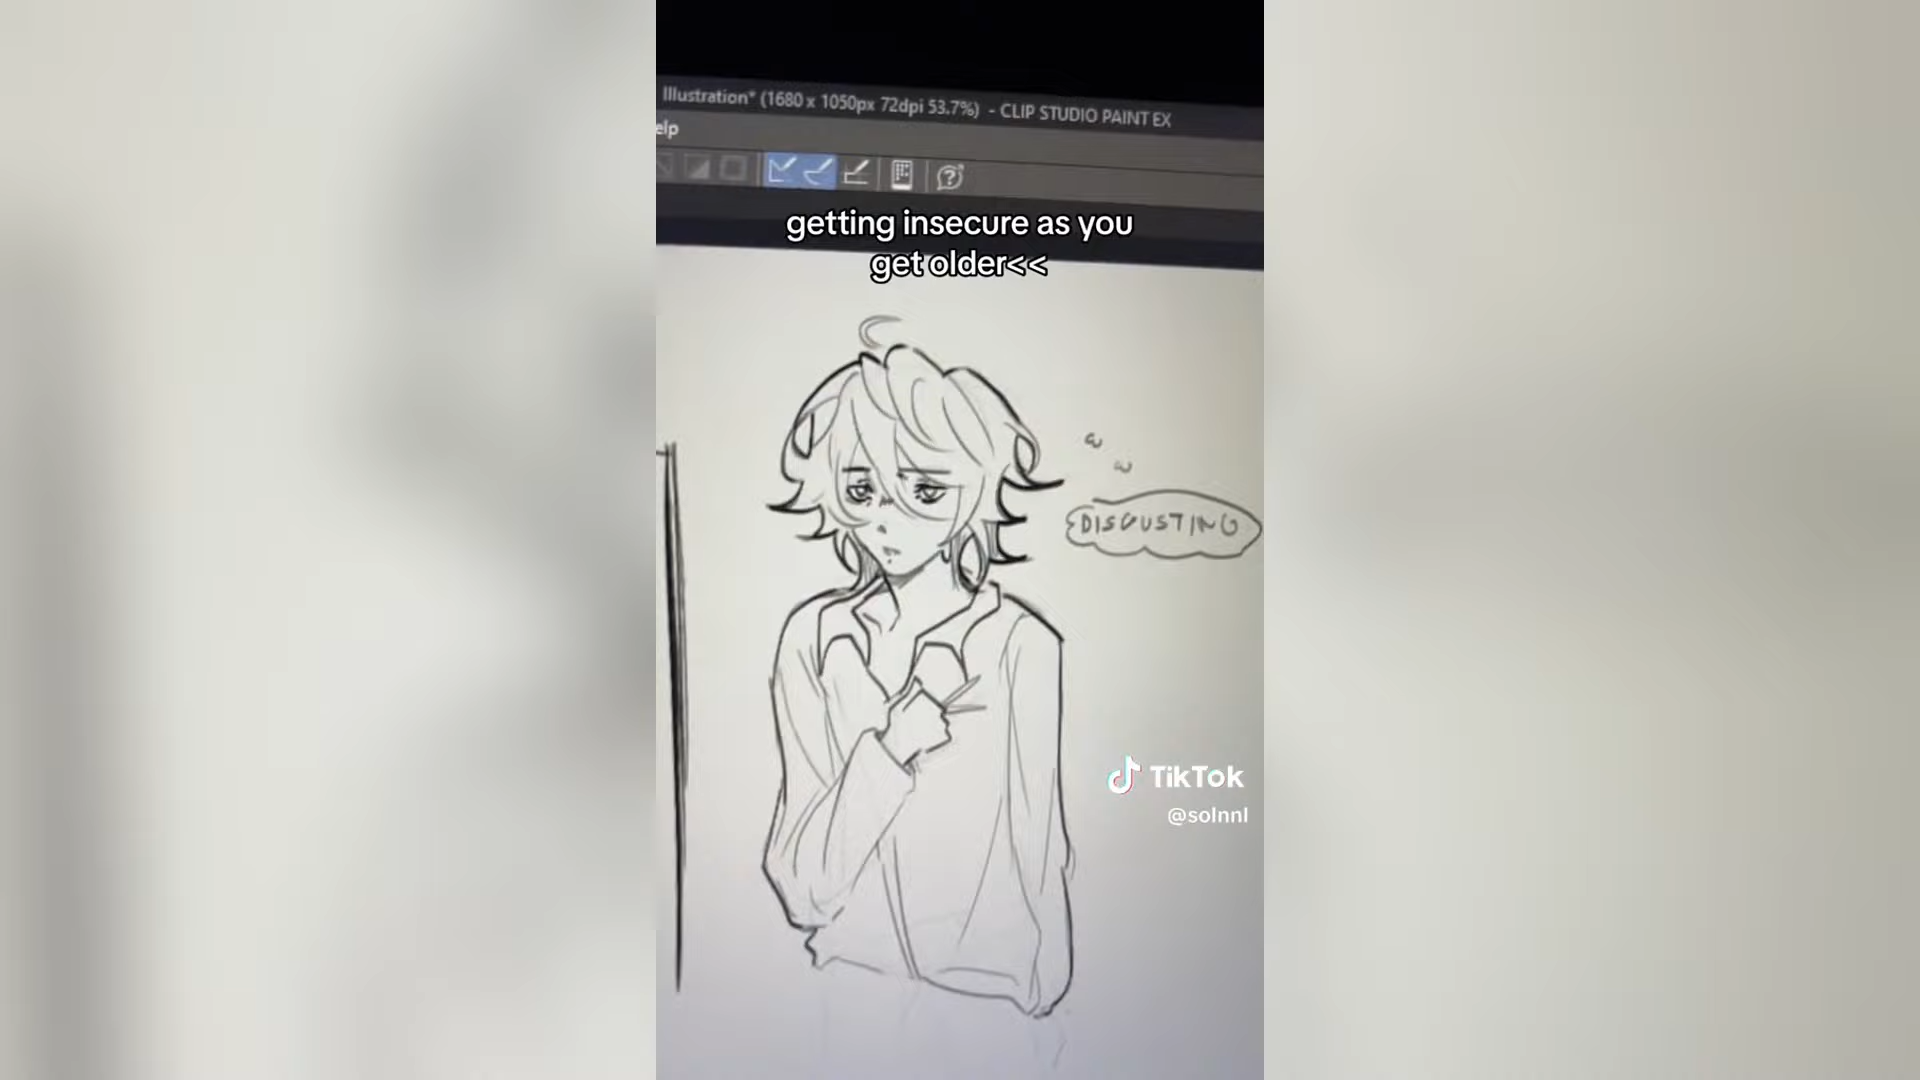 Illustration* (1680 x 1050px 72dpi 53.7%) - CLIP STUDIO PAINT EX
elp
getting insecure as you
get older<<
DISGUSTING
TikTok
@solnnl